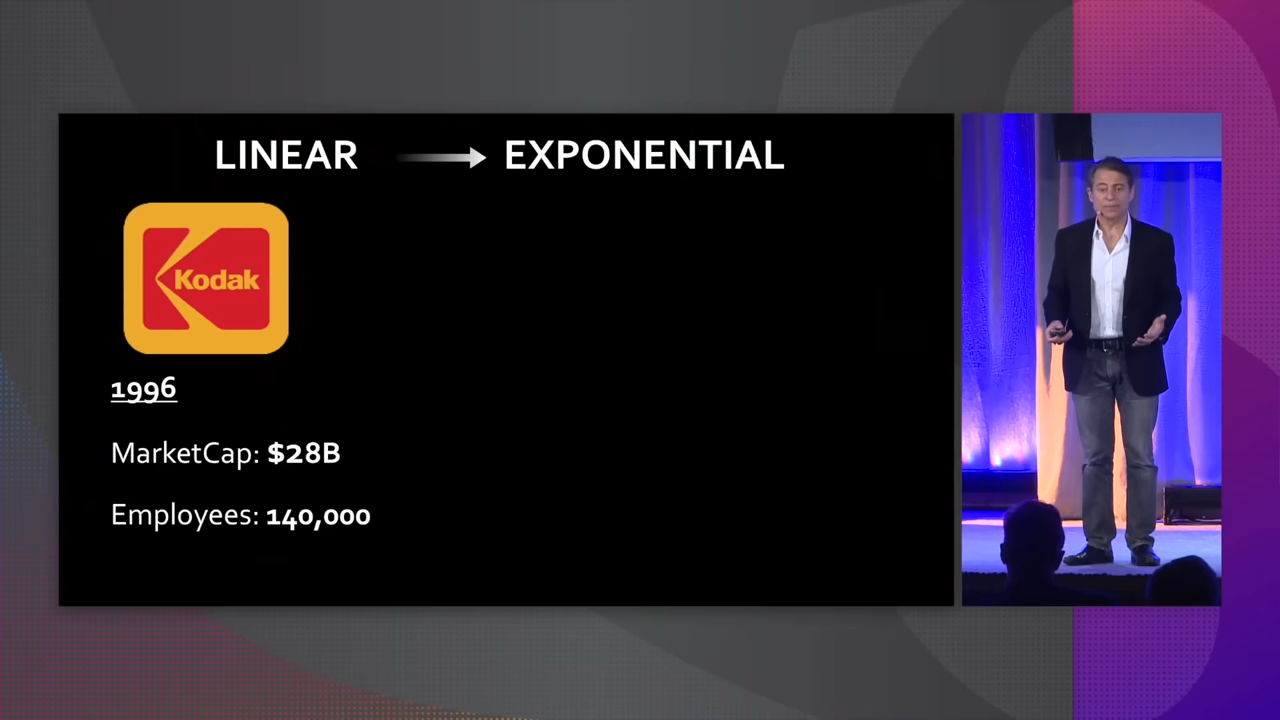 LINEAR → EXPONENTIAL
Kodak
1996
MarketCap: $28B
Employees: 140,000